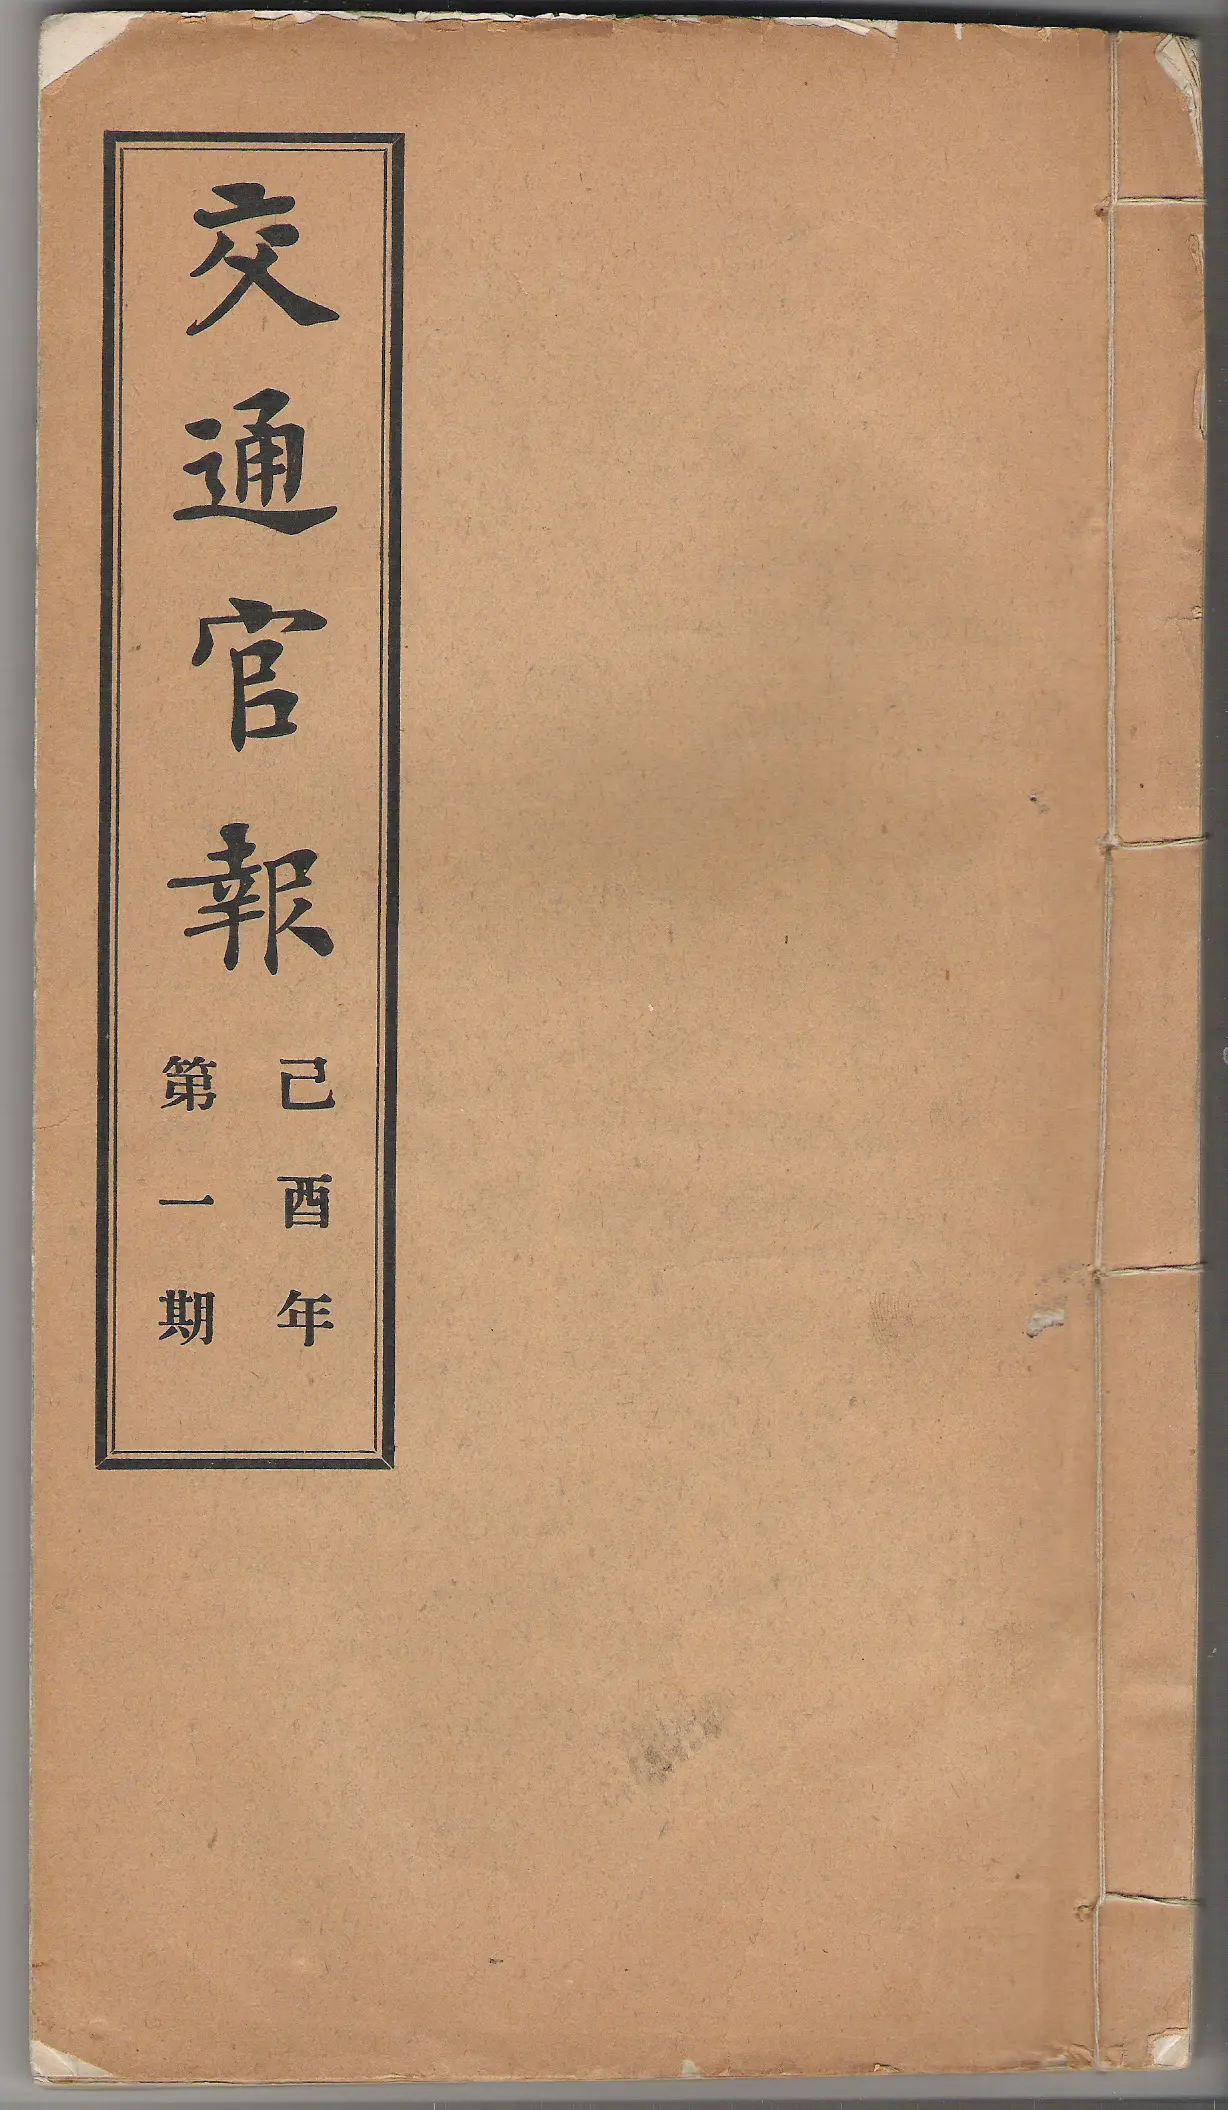 交通官報
己酉年
第一期